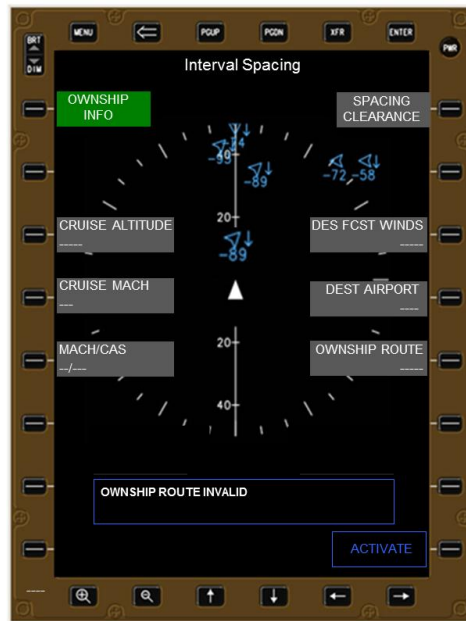 MENU PGUP PGDN XFR ENTER
BRT
DIM
PWR
Interval Spacing
OWNSHIP
INFO
SPACING
CLEARANCE
40
-99
-89
-72 -58
CRUISE ALTITUDE
-----
20
DES FCST WINDS
-----
-89
CRUISE MACH
---
DEST AIRPORT
----
MACH/CAS
--/---
20
OWNSHIP ROUTE
-----
40
OWNSHIP ROUTE INVALID
ACTIVATE
----